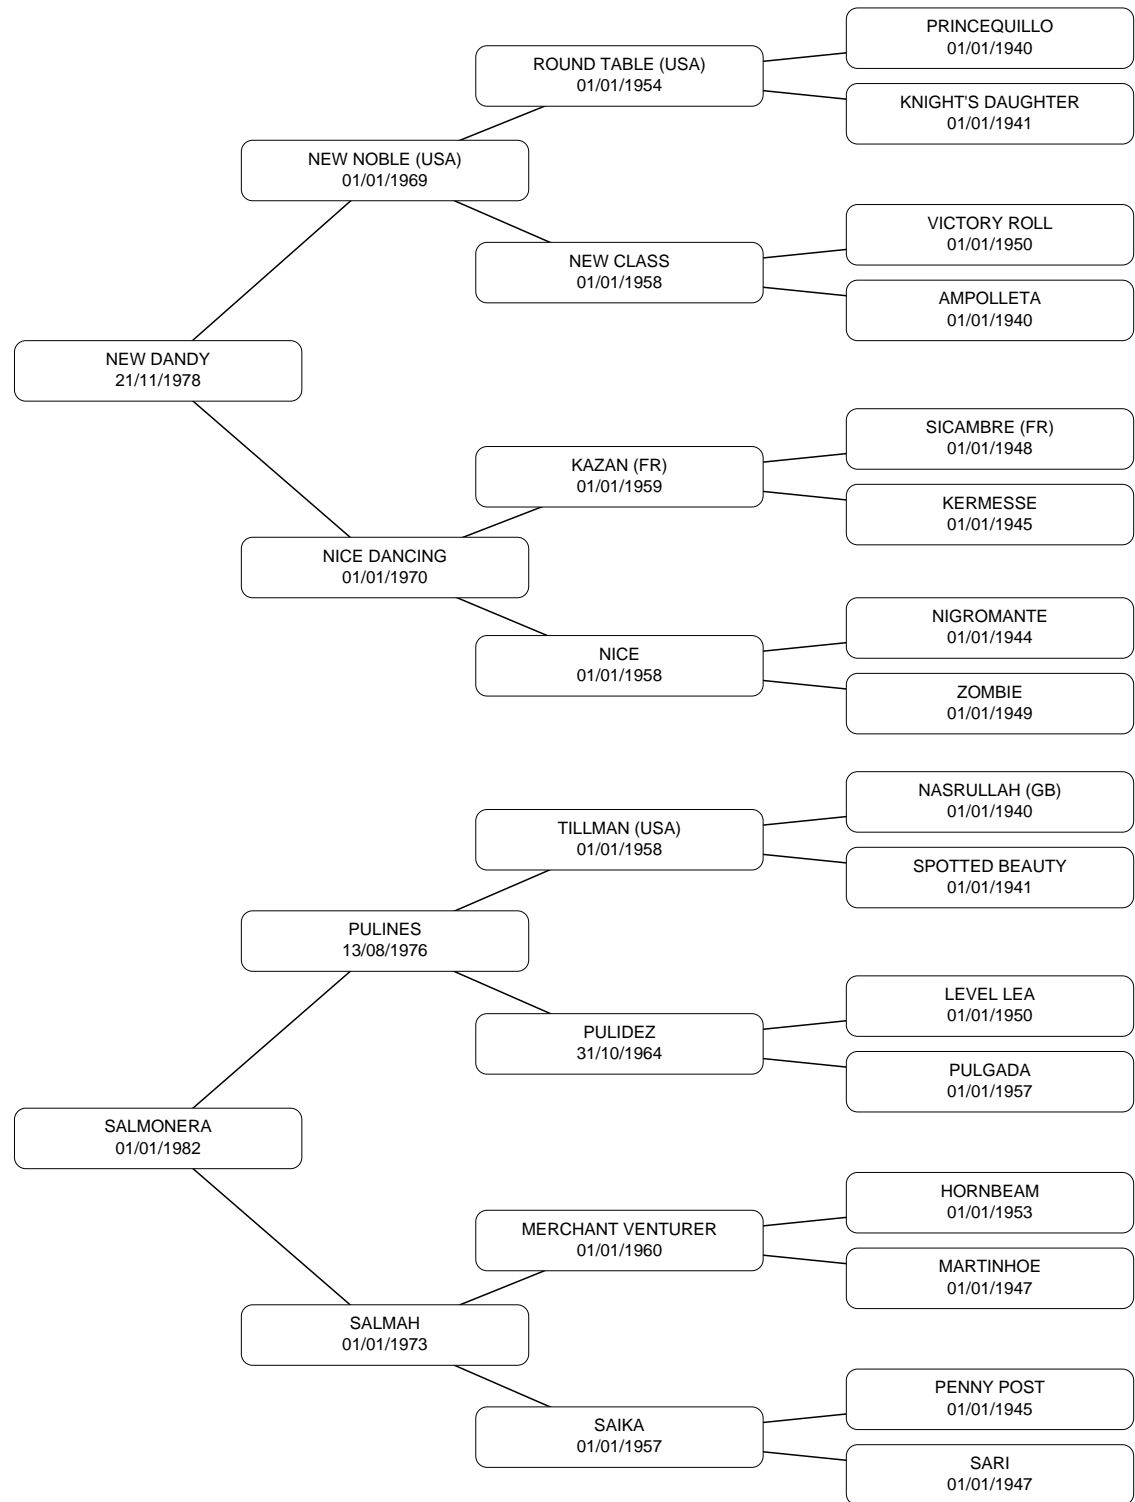 PRINCEQUILLO
01/01/1940
ROUND TABLE (USA)
01/01/1954
KNIGHT'S DAUGHTER
01/01/1941
NEW NOBLE (USA)
01/01/1969
VICTORY ROLL
01/01/1950
NEW CLASS
01/01/1958
AMPOLLETA
01/01/1940
NEW DANDY
21/11/1978
SICAMBRE (FR)
01/01/1948
KAZAN (FR)
01/01/1959
KERMESSE
01/01/1945
NICE DANCING
01/01/1970
NIGROMANTE
01/01/1944
NICE
01/01/1958
ZOMBIE
01/01/1949
NASRULLAH (GB)
01/01/1940
TILLMAN (USA)
01/01/1958
SPOTTED BEAUTY
01/01/1941
PULINES
13/08/1976
LEVEL LEA
01/01/1950
PULIDEZ
31/10/1964
PULGADA
01/01/1957
SALMONERA
01/01/1982
HORNBEAM
01/01/1953
MERCHANT VENTURER
01/01/1960
MARTINHOE
01/01/1947
SALMAH
01/01/1973
PENNY POST
01/01/1945
SAIKA
01/01/1957
SARI
01/01/1947